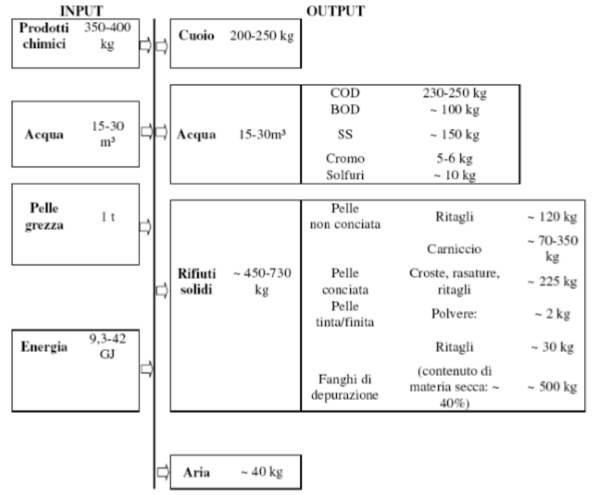 INPUT
OUTPUT
Prodotti chimici 350-400 kg
Cuoio 200-250 kg
Acqua 15-30 m³
Acqua 15-30m³
COD 230-250 kg
BOD ~ 100 kg
SS ~ 150 kg
Cromo 5-6 kg
Solfuri ~ 10 kg
Pelle grezza 1 t
Rifiuti solidi ~ 450-730 kg
Pelle non conciata Ritagli ~ 120 kg
Carniccio ~ 70-350 kg
Pelle conciata Croste, rasature, ritagli ~ 225 kg
Pelle tinta/finita Polvere: ~ 2 kg
Ritagli ~ 30 kg
Fanghi di depurazione (contenuto di materia secca: ~ 40%) ~ 500 kg
Energia 9,3-42 GJ
Aria ~ 40 kg